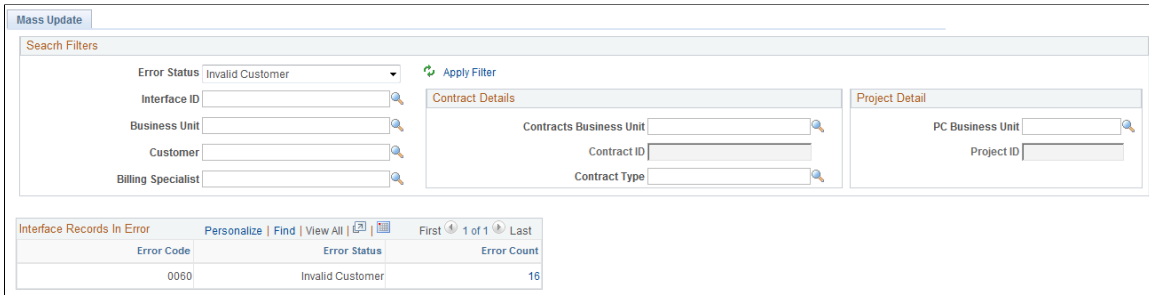 Mass Update
Seacrh Filters
Error Status Invalid Customer Apply Filter
Interface ID Contract Details Project Detail
Business Unit Contracts Business Unit PC Business Unit
Customer Contract ID Project ID
Billing Specialist Contract Type
Interface Records In Error Personalize | Find | View All | | First 1 of 1 Last
Error Code Error Status Error Count
0060 Invalid Customer 16